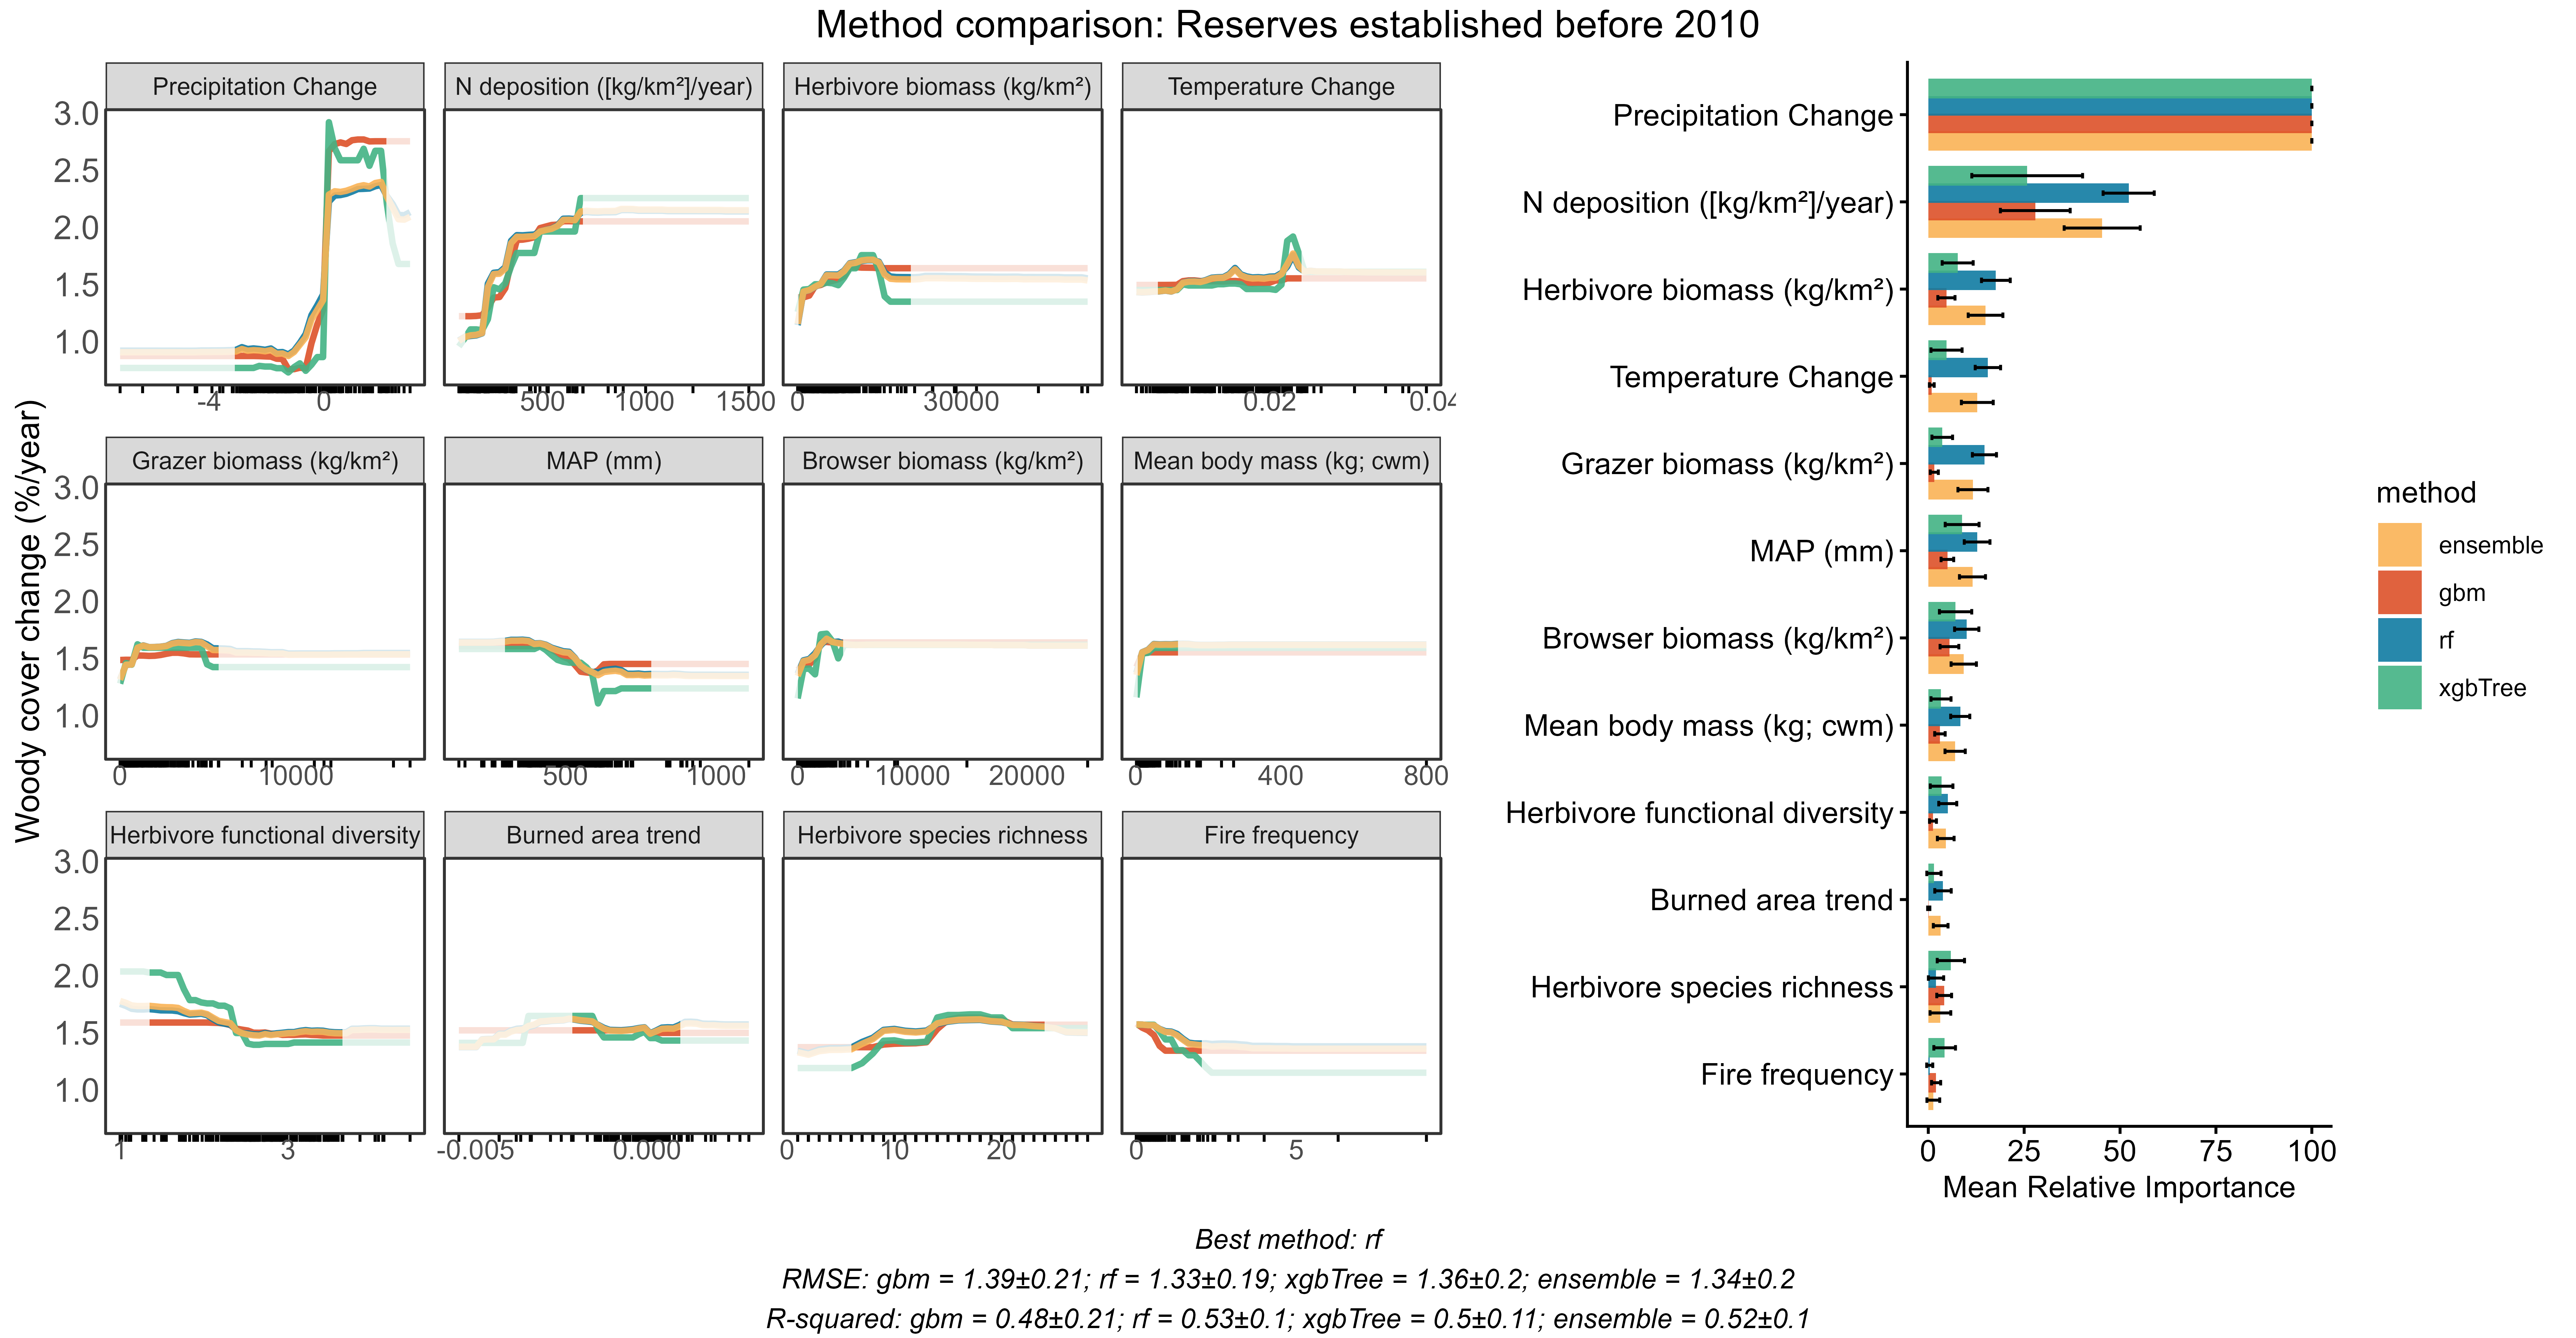 Method comparison: Reserves established before 2010
Precipitation Change
N deposition ([kg/km²]/year)
Herbivore biomass (kg/km²)
Temperature Change
3.0
2.5
2.0
1.5
1.0
-4 0
500 1000 1500
0 30000
0.02 0.04
Grazer biomass (kg/km²)
MAP (mm)
Browser biomass (kg/km²)
Mean body mass (kg; cwm)
3.0
2.5
2.0
1.5
1.0
0 10000
500 1000
0 10000 20000
0 400 800
Herbivore functional diversity
Burned area trend
Herbivore species richness
Fire frequency
3.0
2.5
2.0
1.5
1.0
1 3
-0.005 0.000
0 10 20
0 5
Woody cover change (%/year)
Precipitation Change
N deposition ([kg/km²]/year)
Herbivore biomass (kg/km²)
Temperature Change
Grazer biomass (kg/km²)
MAP (mm)
Browser biomass (kg/km²)
Mean body mass (kg; cwm)
Herbivore functional diversity
Burned area trend
Herbivore species richness
Fire frequency
0 25 50 75 100
Mean Relative Importance
method
ensemble
gbm
rf
xgbTree
Best method: rf
RMSE: gbm = 1.39±0.21; rf = 1.33±0.19; xgbTree = 1.36±0.2; ensemble = 1.34±0.2
R-squared: gbm = 0.48±0.21; rf = 0.53±0.1; xgbTree = 0.5±0.11; ensemble = 0.52±0.1